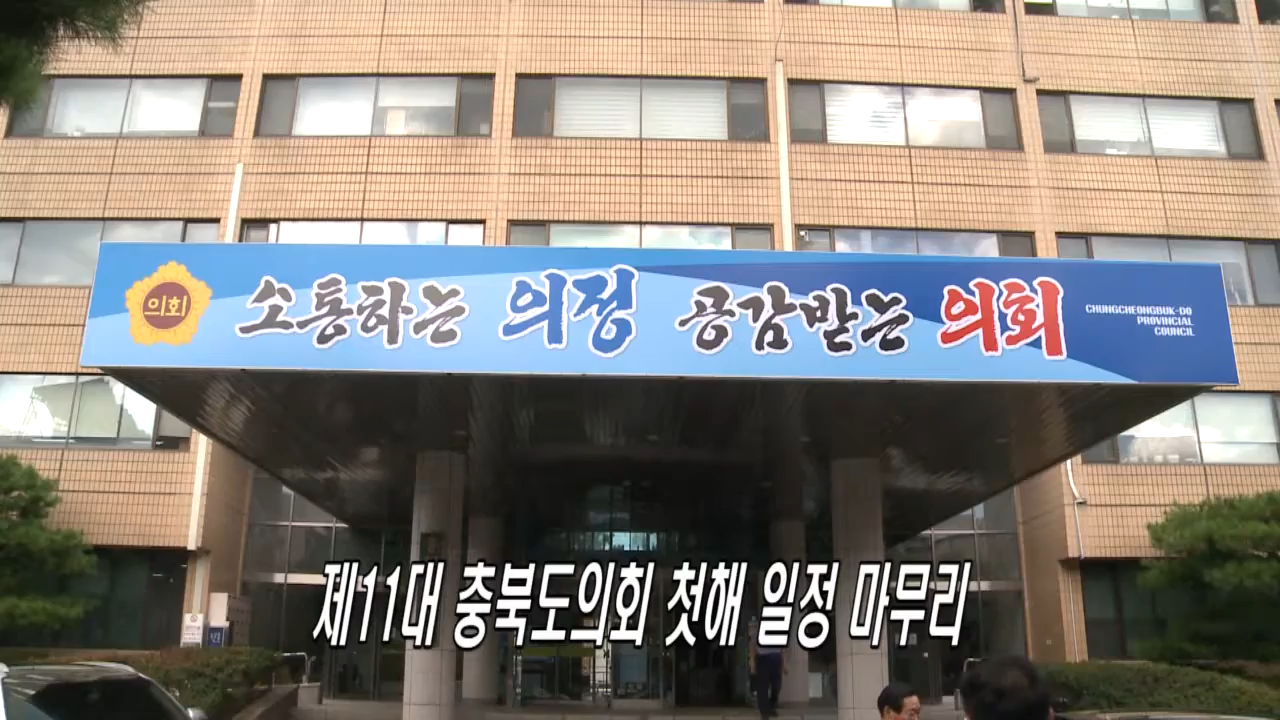 의회
소통하는 의정 공감받는 의회
CHUNGCHEONGBUK-DO
PROVINCIAL
COUNCIL
제11대 충북도의회 첫해 일정 마무리